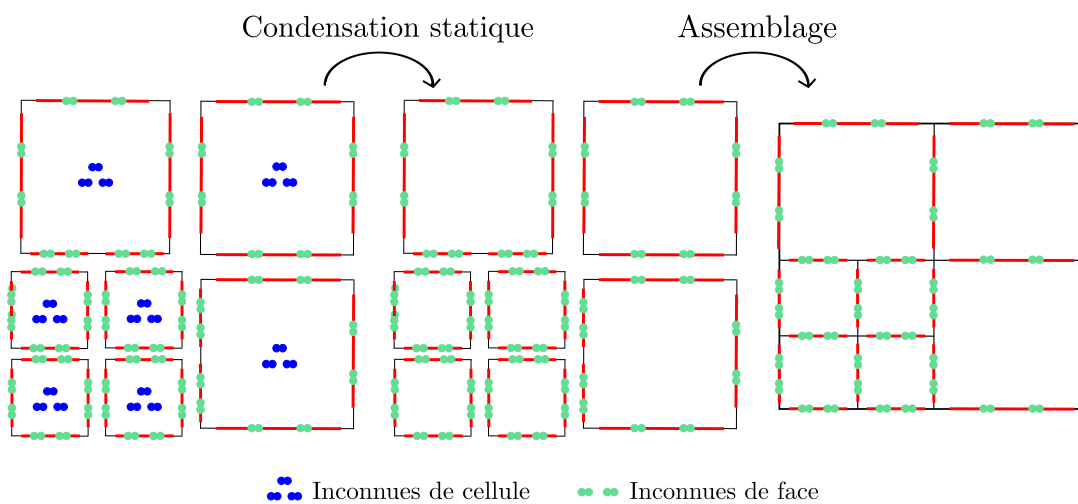 Condensation statique
Assemblage
Inconnues de cellule
Inconnues de face